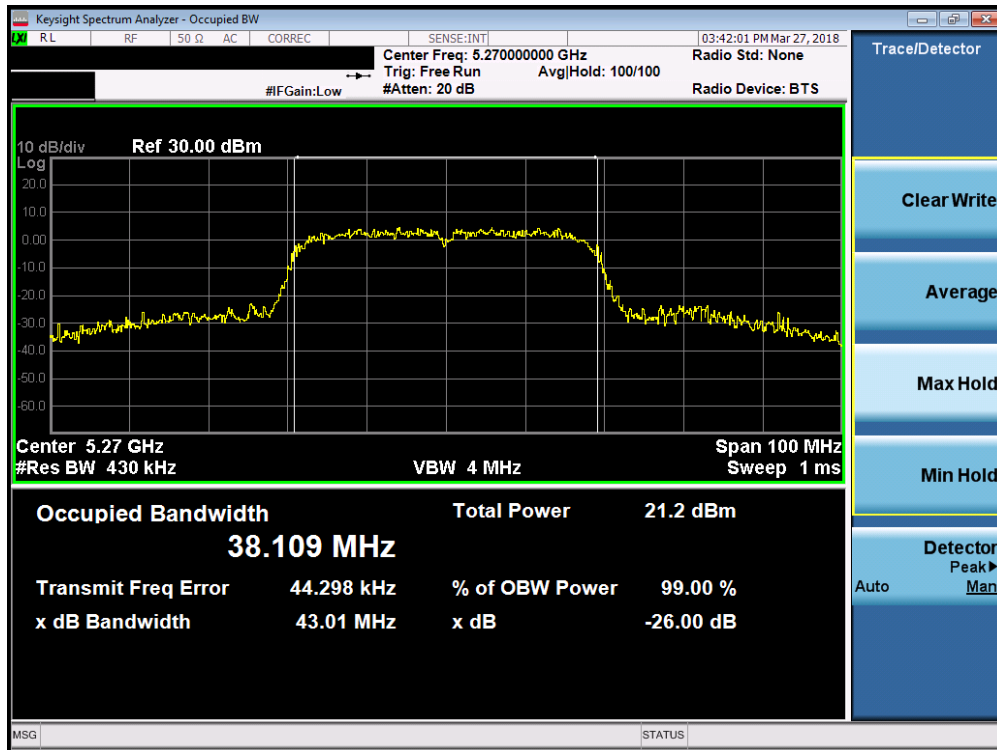 Keysight Spectrum Analyzer - Occupied BW
LXI RL RF 50 Ω AC CORREC SENSE:INT 03:42:01 PM Mar 27, 2018
Center Freq: 5.270000000 GHz Radio Std: None
Trig: Free Run Avg|Hold: 100/100
#IFGain:Low #Atten: 20 dB Radio Device: BTS
10 dB/div Ref 30.00 dBm
Log
20.0
10.0
0.00
-10.0
-20.0
-30.0
-40.0
-50.0
-60.0
Center 5.27 GHz Span 100 MHz
#Res BW 430 kHz VBW 4 MHz Sweep 1 ms
Occupied Bandwidth Total Power 21.2 dBm
38.109 MHz
Transmit Freq Error 44.298 kHz % of OBW Power 99.00 %
x dB Bandwidth 43.01 MHz x dB -26.00 dB
MSG STATUS
Trace/Detector
Clear Write
Average
Max Hold
Min Hold
Detector
Peak▶
Auto Man